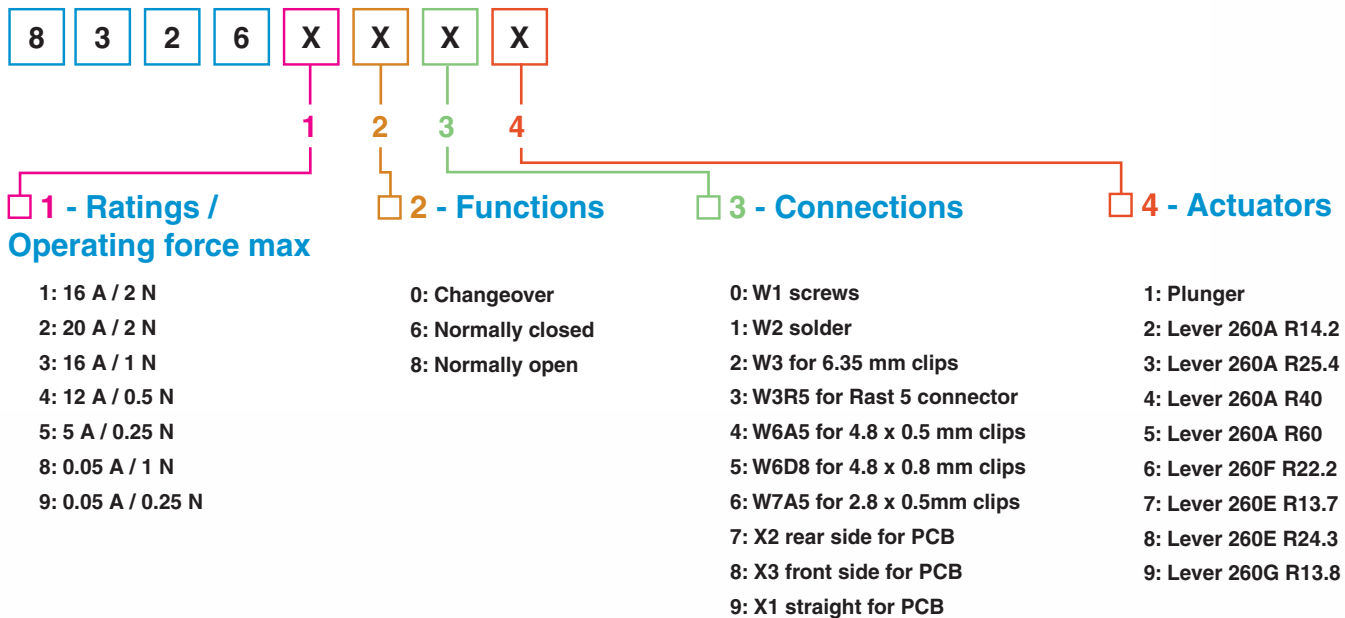 8 3 2 6 X X X X
1 2 3 4
1 - Ratings /
Operating force max
1: 16 A / 2 N
2: 20 A / 2 N
3: 16 A / 1 N
4: 12 A / 0.5 N
5: 5 A / 0.25 N
8: 0.05 A / 1 N
9: 0.05 A / 0.25 N
2 - Functions
0: Changeover
6: Normally closed
8: Normally open
3 - Connections
0: W1 screws
1: W2 solder
2: W3 for 6.35 mm clips
3: W3R5 for Rast 5 connector
4: W6A5 for 4.8 x 0.5 mm clips
5: W6D8 for 4.8 x 0.8 mm clips
6: W7A5 for 2.8 x 0.5mm clips
7: X2 rear side for PCB
8: X3 front side for PCB
9: X1 straight for PCB
4 - Actuators
1: Plunger
2: Lever 260A R14.2
3: Lever 260A R25.4
4: Lever 260A R40
5: Lever 260A R60
6: Lever 260F R22.2
7: Lever 260E R13.7
8: Lever 260E R24.3
9: Lever 260G R13.8